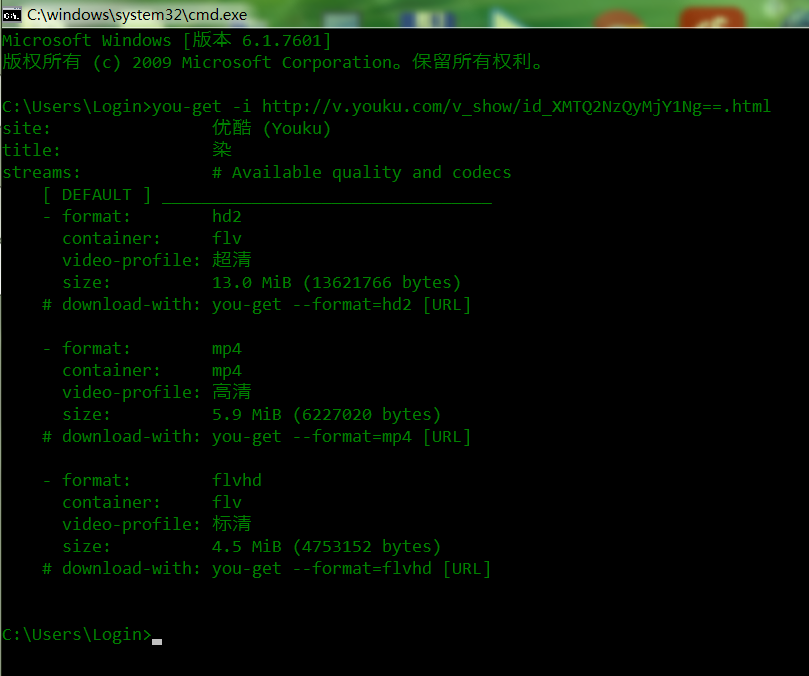 C:\windows\system32\cmd.exe
Microsoft Windows [版本 6.1.7601]
版权所有 (c) 2009 Microsoft Corporation。保留所有权利。
C:\Users\Login>you-get -i http://v.youku.com/v_show/id_XMTQ2NzQyMjY1Ng==.html
site: 优酷 (Youku)
title: 染
streams: # Available quality and codecs
[ DEFAULT ] _________________________________
- format: hd2
container: flv
video-profile: 超清
size: 13.0 MiB (13621766 bytes)
# download-with: you-get --format=hd2 [URL]
- format: mp4
container: mp4
video-profile: 高清
size: 5.9 MiB (6227020 bytes)
# download-with: you-get --format=mp4 [URL]
- format: flvhd
container: flv
video-profile: 标清
size: 4.5 MiB (4753152 bytes)
# download-with: you-get --format=flvhd [URL]
C:\Users\Login>